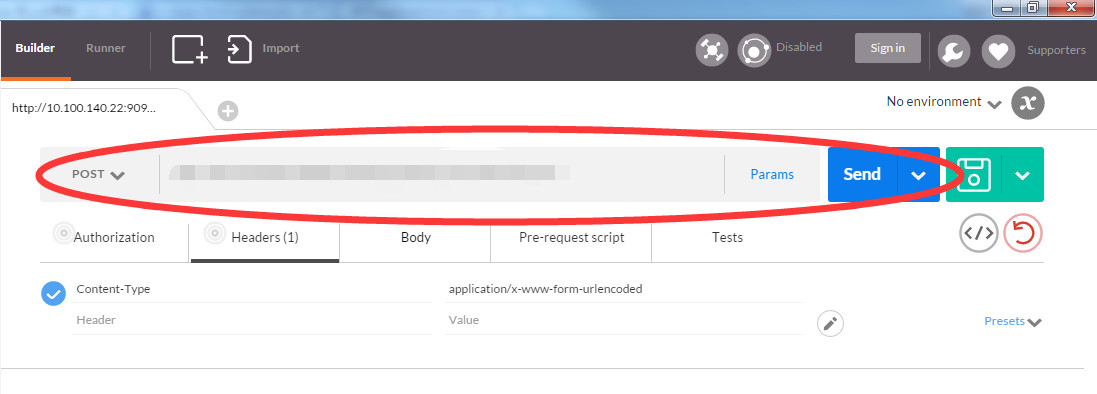 Builder Runner Import Disabled Sign in Supporters
http://10.100.140.22:909...
No environment x
POST Params Send
Authorization Headers (1) Body Pre-request script Tests </>
Content-Type application/x-www-form-urlencoded
Header Value Presets